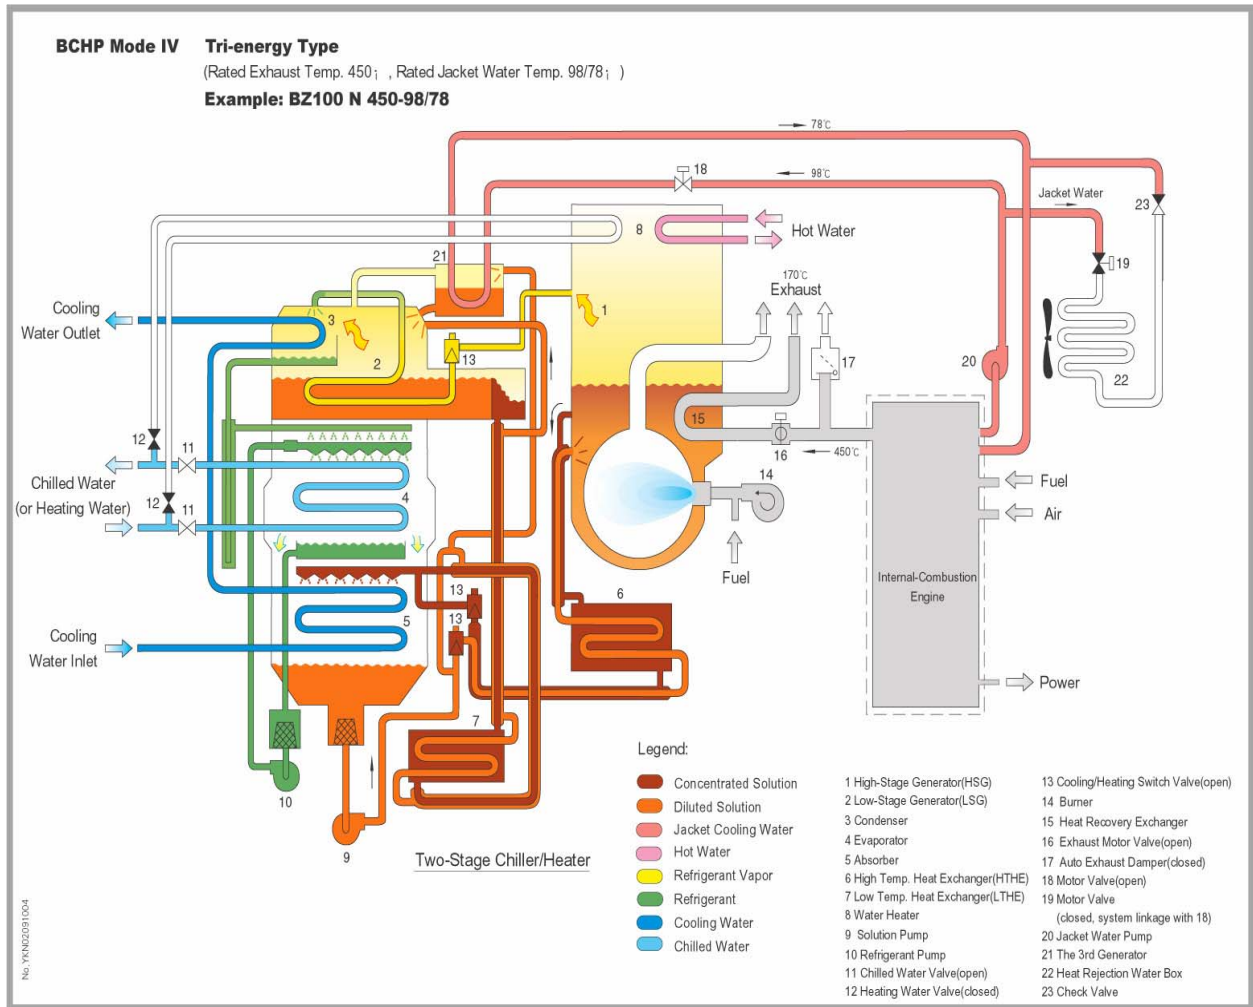 BCHP Mode IV Tri-energy Type
(Rated Exhaust Temp. 450¡ , Rated Jacket Water Temp. 98/78¡ )
Example: BZ100 N 450-98/78
78℃
18
98℃
Jacket Water
23
8
Hot Water
21
19
170℃
Exhaust
Cooling
Water Outlet
3
1
2
13
17
20
22
15
12
11
16
450℃
14
Chilled Water
(or Heating Water)
4
12
11
Fuel
Air
Fuel
Internal-Combustion
Engine
13
6
13
5
Cooling
Water Inlet
Power
7
10
9
Two-Stage Chiller/Heater
Legend:
Concentrated Solution
Diluted Solution
Jacket Cooling Water
Hot Water
Refrigerant Vapor
Refrigerant
Cooling Water
Chilled Water
1 High-Stage Generator(HSG)
2 Low-Stage Generator(LSG)
3 Condenser
4 Evaporator
5 Absorber
6 High Temp. Heat Exchanger(HTHE)
7 Low Temp. Heat Exchanger(LTHE)
8 Water Heater
9 Solution Pump
10 Refrigerant Pump
11 Chilled Water Valve(open)
12 Heating Water Valve(closed)
13 Cooling/Heating Switch Valve(open)
14 Burner
15 Heat Recovery Exchanger
16 Exhaust Motor Valve(open)
17 Auto Exhaust Damper(closed)
18 Motor Valve(open)
19 Motor Valve
(closed, system linkage with 18)
20 Jacket Water Pump
21 The 3rd Generator
22 Heat Rejection Water Box
23 Check Valve
No.YKN02091004